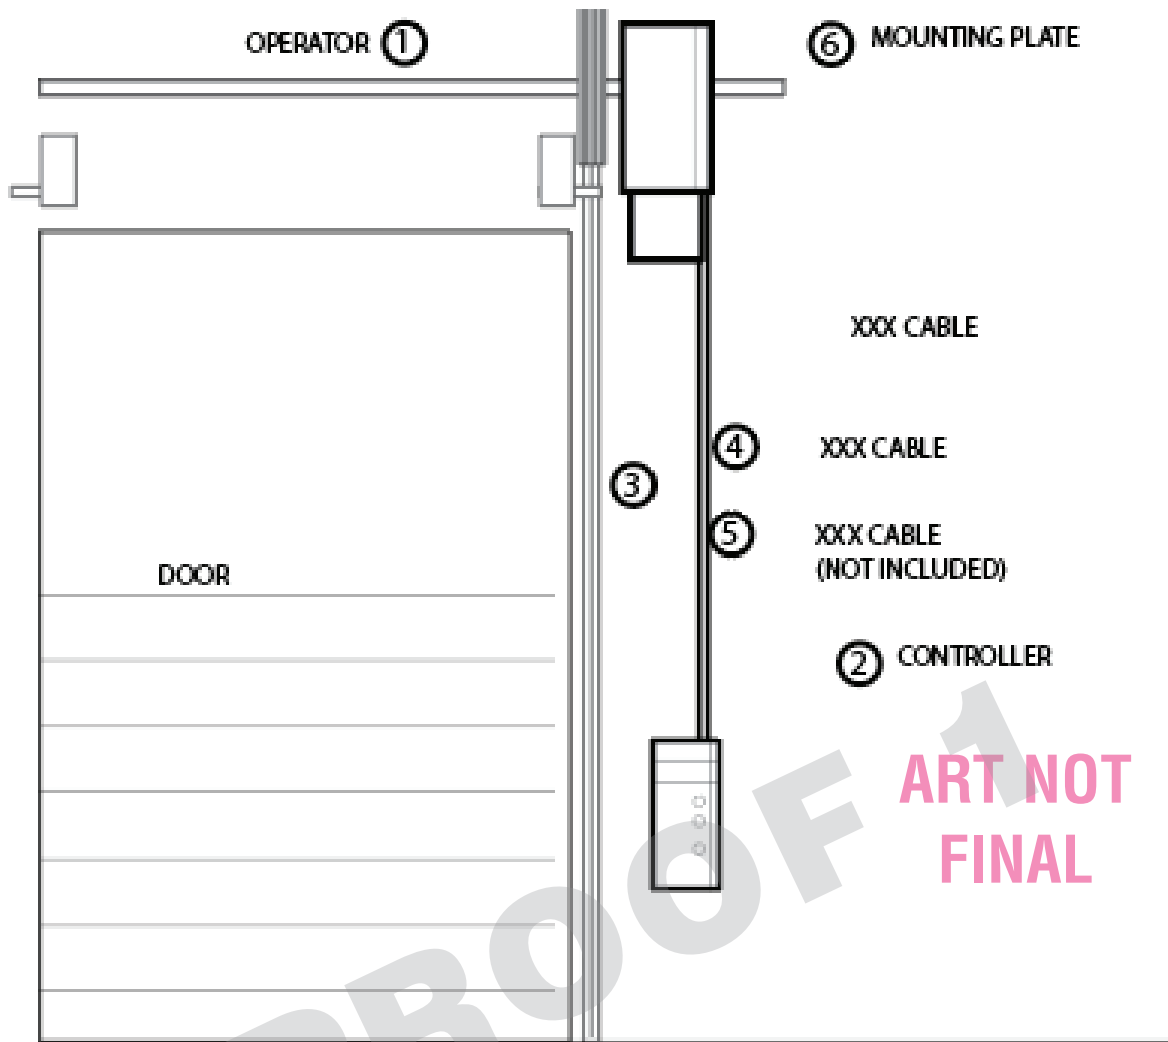 OPERATOR 1
6 MOUNTING PLATE
XXX CABLE
4 XXX CABLE
3
5 XXX CABLE
(NOT INCLUDED)
DOOR
2 CONTROLLER
ART NOT
FINAL
PROOF 1